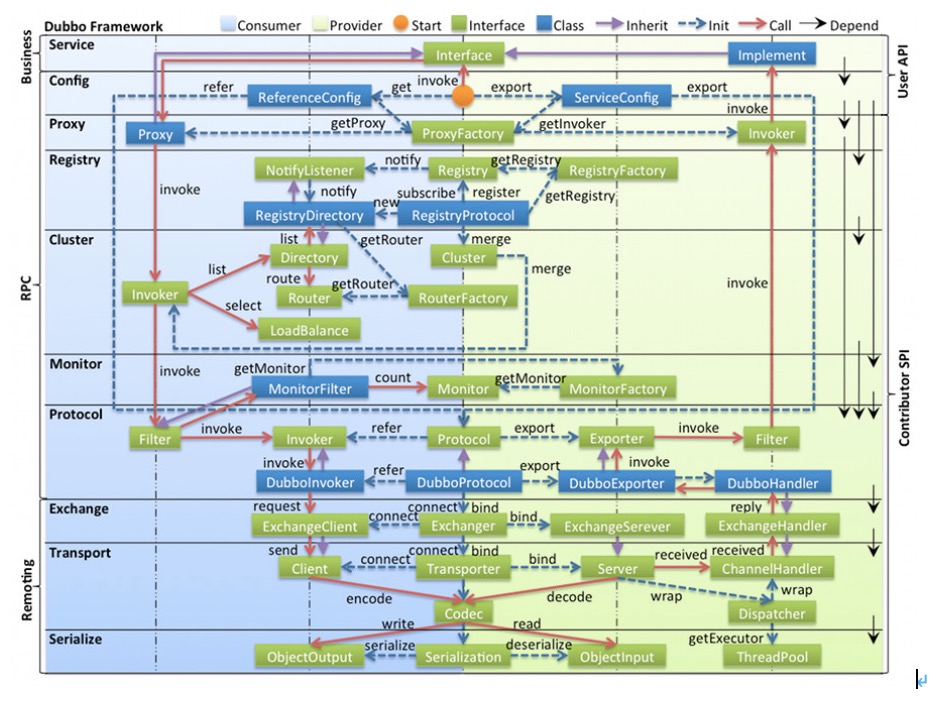 Dubbo Framework Consumer Provider Start Interface Class Inherit Init Call Depend
Business
User API
Service
Interface Implement
Config
invoke
refer ReferenceConfig get export ServiceConfig export
invoke
Proxy
Proxy getProxy ProxyFactory getInvoker Invoker
RPC
Contributor SPI
Registry
NotifyListener notify Registry getRegistry RegistryFactory
invoke
notify subscribe register getRegistry
RegistryDirectory new RegistryProtocol
Cluster
list getRouter merge
Directory Cluster
list merge
route getRouter invoke
Invoker Router RouterFactory
select
LoadBalance
Monitor
invoke getMonitor
MonitorFilter count Monitor getMonitor MonitorFactory
Protocol
Filter invoke Invoker refer Protocol export Exporter invoke Filter
invoke refer export invoke
DubboInvoker DubboProtocol DubboExporter DubboHandler
Remoting
Exchange
request connect bind reply
ExchangeClient connect Exchanger bind ExchangeSerever ExchangeHandler
Transport
send connect bind received received
Client connect Transporter bind Server ChannelHandler
encode decode wrap wrap
Codec Dispatcher
Serialize
write read getExecutor
ObjectOutput serialize Serialization deserialize ObjectInput ThreadPool